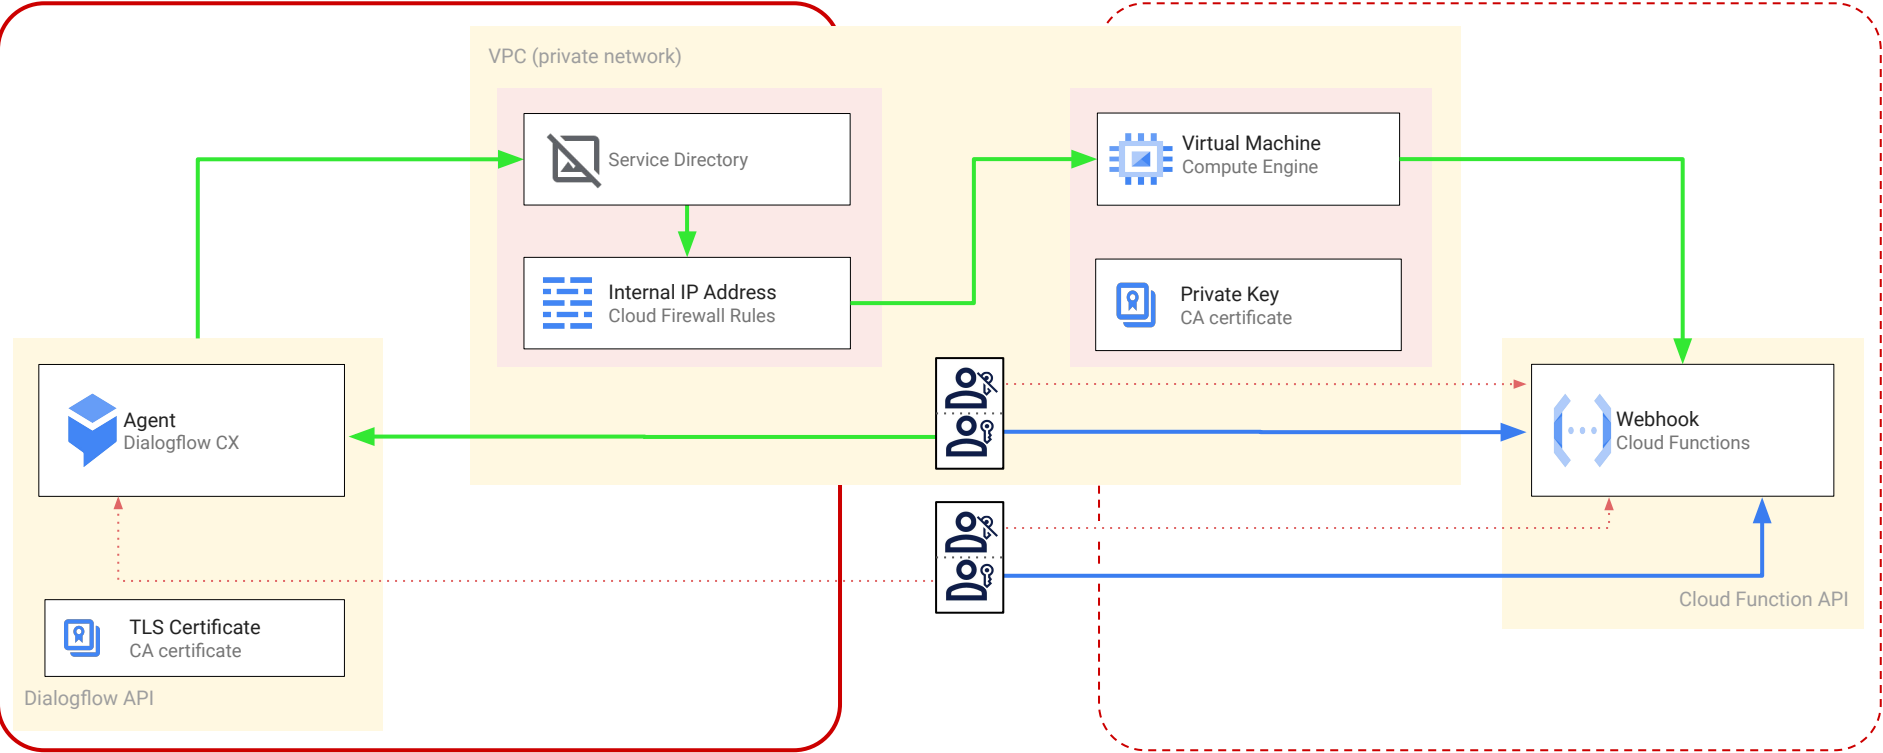 VPC (private network)
Service Directory
Virtual Machine
Compute Engine
Internal IP Address
Cloud Firewall Rules
Private Key
CA certificate
Agent
Dialogflow CX
Webhook
Cloud Functions
TLS Certificate
CA certificate
Cloud Function API
Dialogflow API